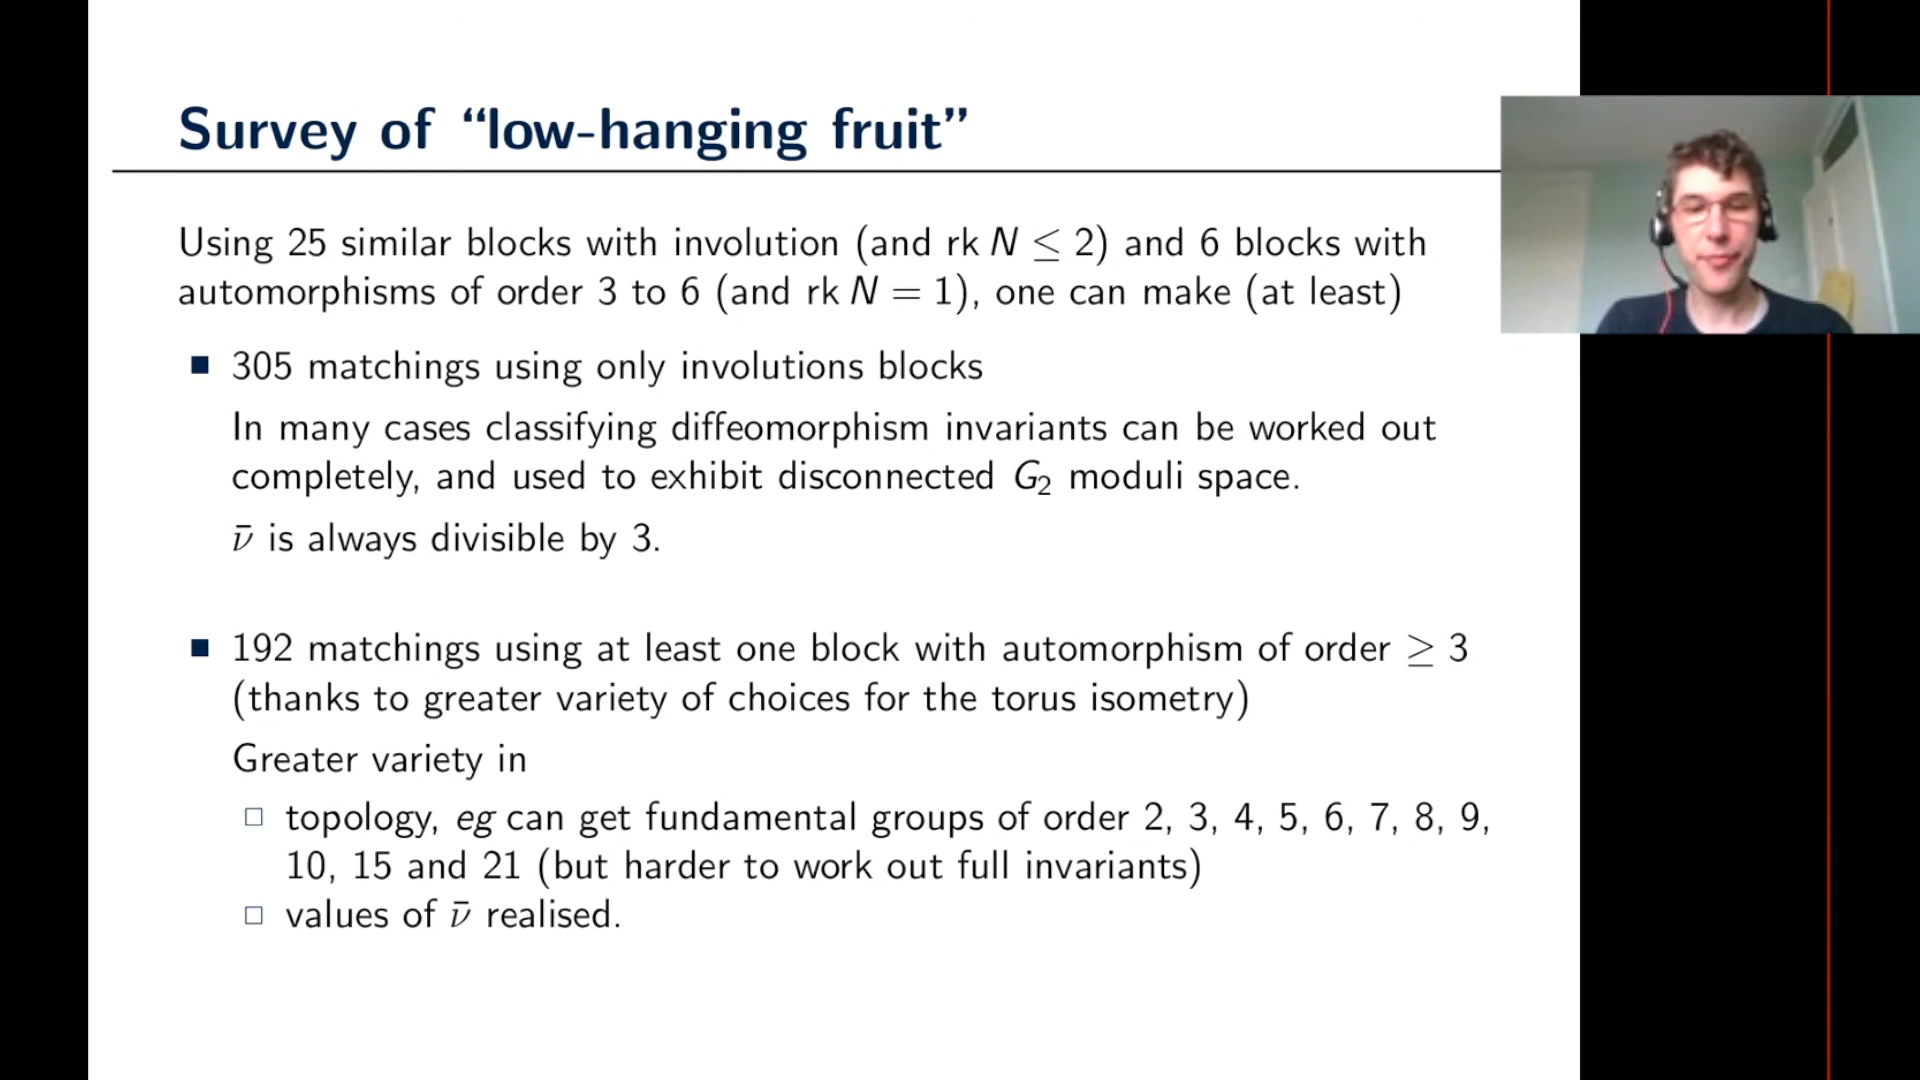 Survey of “low-hanging fruit”
Using 25 similar blocks with involution (and rk N ≤ 2) and 6 blocks with
automorphisms of order 3 to 6 (and rk N = 1), one can make (at least)
■ 305 matchings using only involutions blocks
In many cases classifying diffeomorphism invariants can be worked out
completely, and used to exhibit disconnected G₂ moduli space.
ν̄ is always divisible by 3.
■ 192 matchings using at least one block with automorphism of order ≥ 3
(thanks to greater variety of choices for the torus isometry)
Greater variety in
□ topology, eg can get fundamental groups of order 2, 3, 4, 5, 6, 7, 8, 9,
10, 15 and 21 (but harder to work out full invariants)
□ values of ν̄ realised.